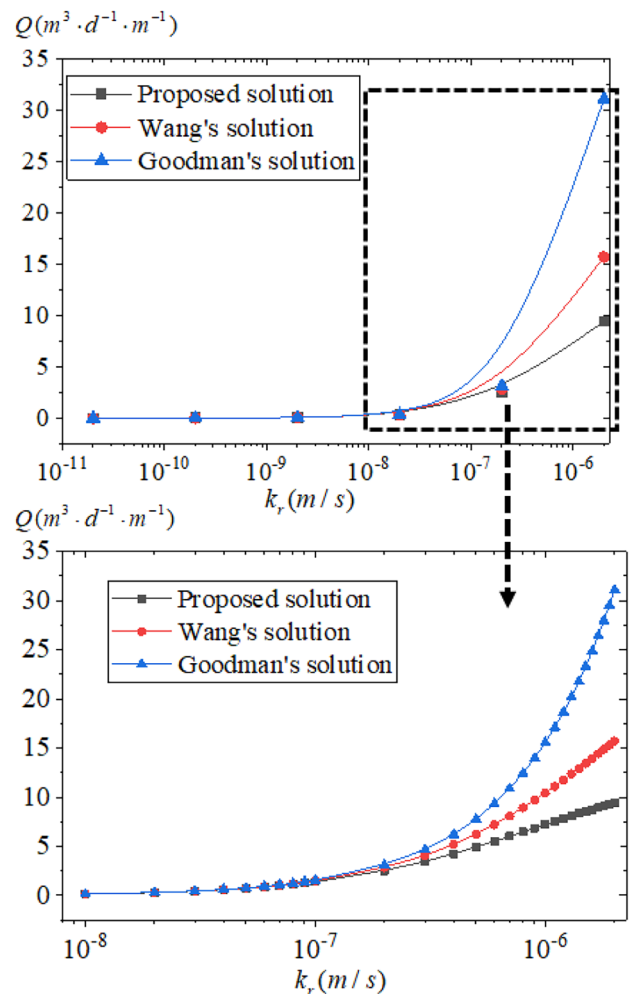 Q(m³·d⁻¹·m⁻¹)
35
30
25
20
15
10
5
0
Proposed solution
Wang's solution
Goodman's solution
10⁻¹¹ 10⁻¹⁰ 10⁻⁹ 10⁻⁸ 10⁻⁷ 10⁻⁶
kᵣ(m/s)
Q(m³·d⁻¹·m⁻¹)
35
30
25
20
15
10
5
0
Proposed solution
Wang's solution
Goodman's solution
10⁻⁸ 10⁻⁷ 10⁻⁶
kᵣ(m/s)